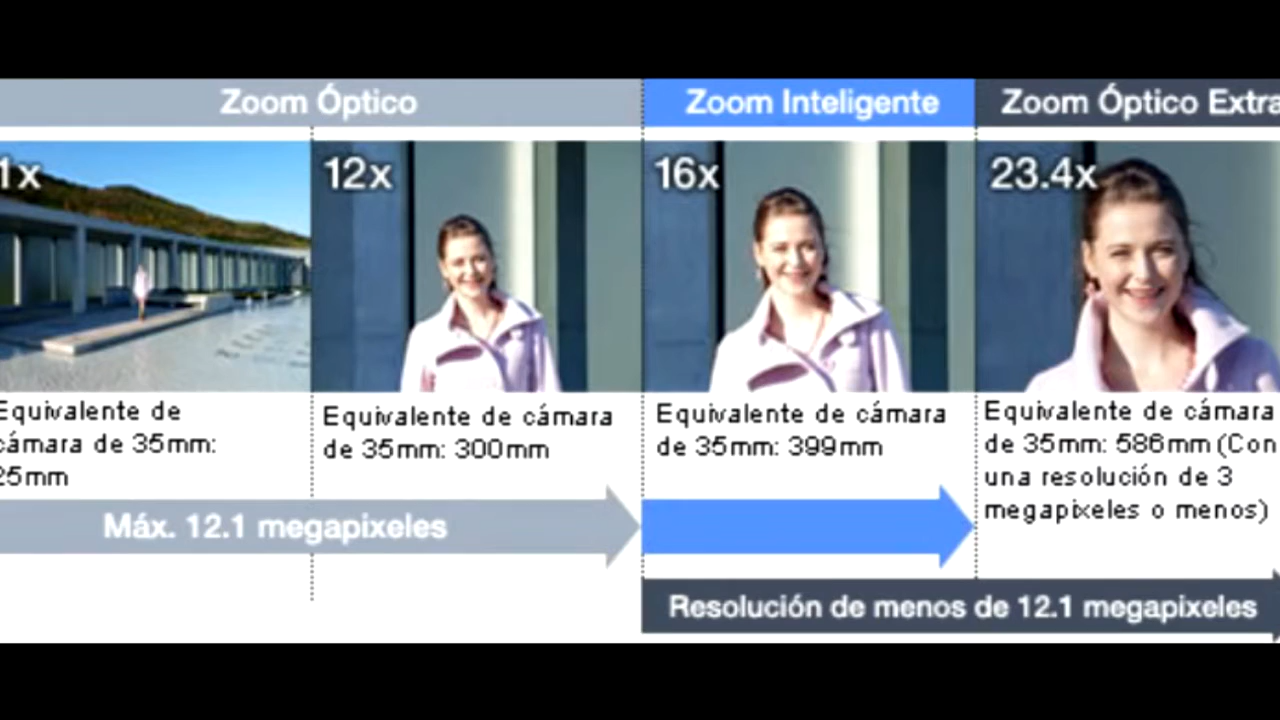 Zoom Óptico
Zoom Inteligente
Zoom Óptico Extra
1x
12x
16x
23.4x
Equivalente de
cámara de 35mm:
25mm
Equivalente de cámara
de 35mm: 300mm
Equivalente de cámara
de 35mm: 399mm
Equivalente de cámara
de 35mm: 586mm (Con
una resolución de 3
megapixeles o menos)
Máx. 12.1 megapixeles
Resolución de menos de 12.1 megapixeles